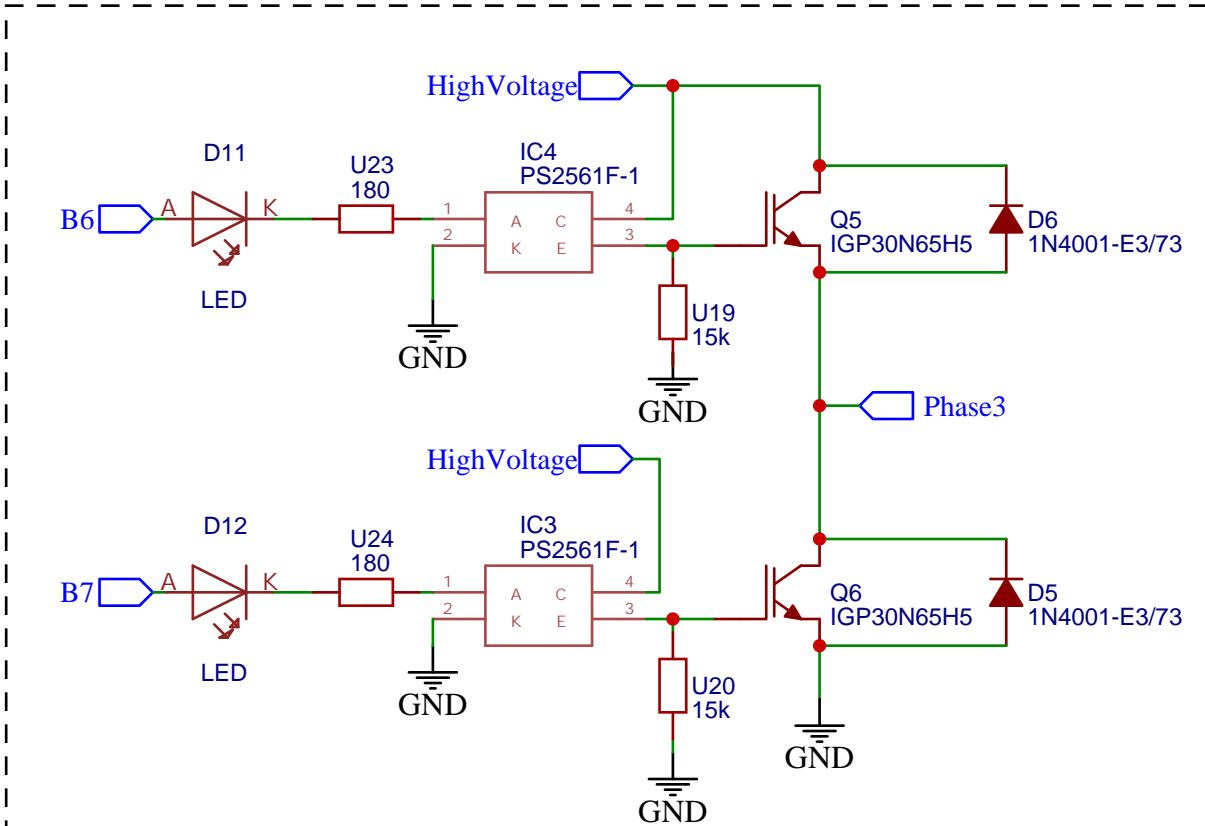 HighVoltage
D11
U23
180
IC4
PS2561F-1
B6
A
K
1
A
C
4
2
K
E
3
LED
GND
Q5
IGP30N65H5
D6
1N4001-E3/73
U19
15k
GND
Phase3
HighVoltage
D12
U24
180
IC3
PS2561F-1
B7
A
K
1
A
C
4
2
K
E
3
LED
GND
Q6
IGP30N65H5
D5
1N4001-E3/73
U20
15k
GND
GND